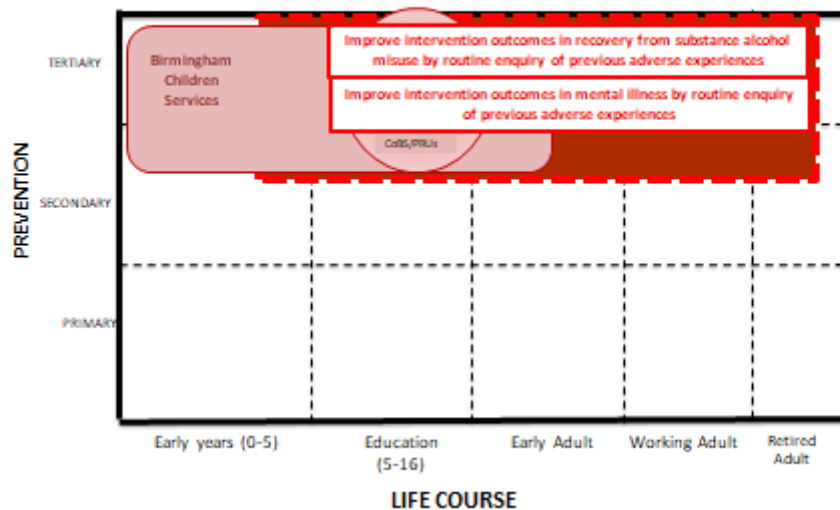 TERTIARY
Birmingham
Children
Services
Improve intervention outcomes in recovery from substance alcohol
misuse by routine enquiry of previous adverse experiences
Improve intervention outcomes in mental illness by routine enquiry
of previous adverse experiences
CoBS/PRUs
PREVENTION
SECONDARY
PRIMARY
Early years (0-5)
Education
(5-16)
Early Adult
Working Adult
Retired
Adult
LIFE COURSE